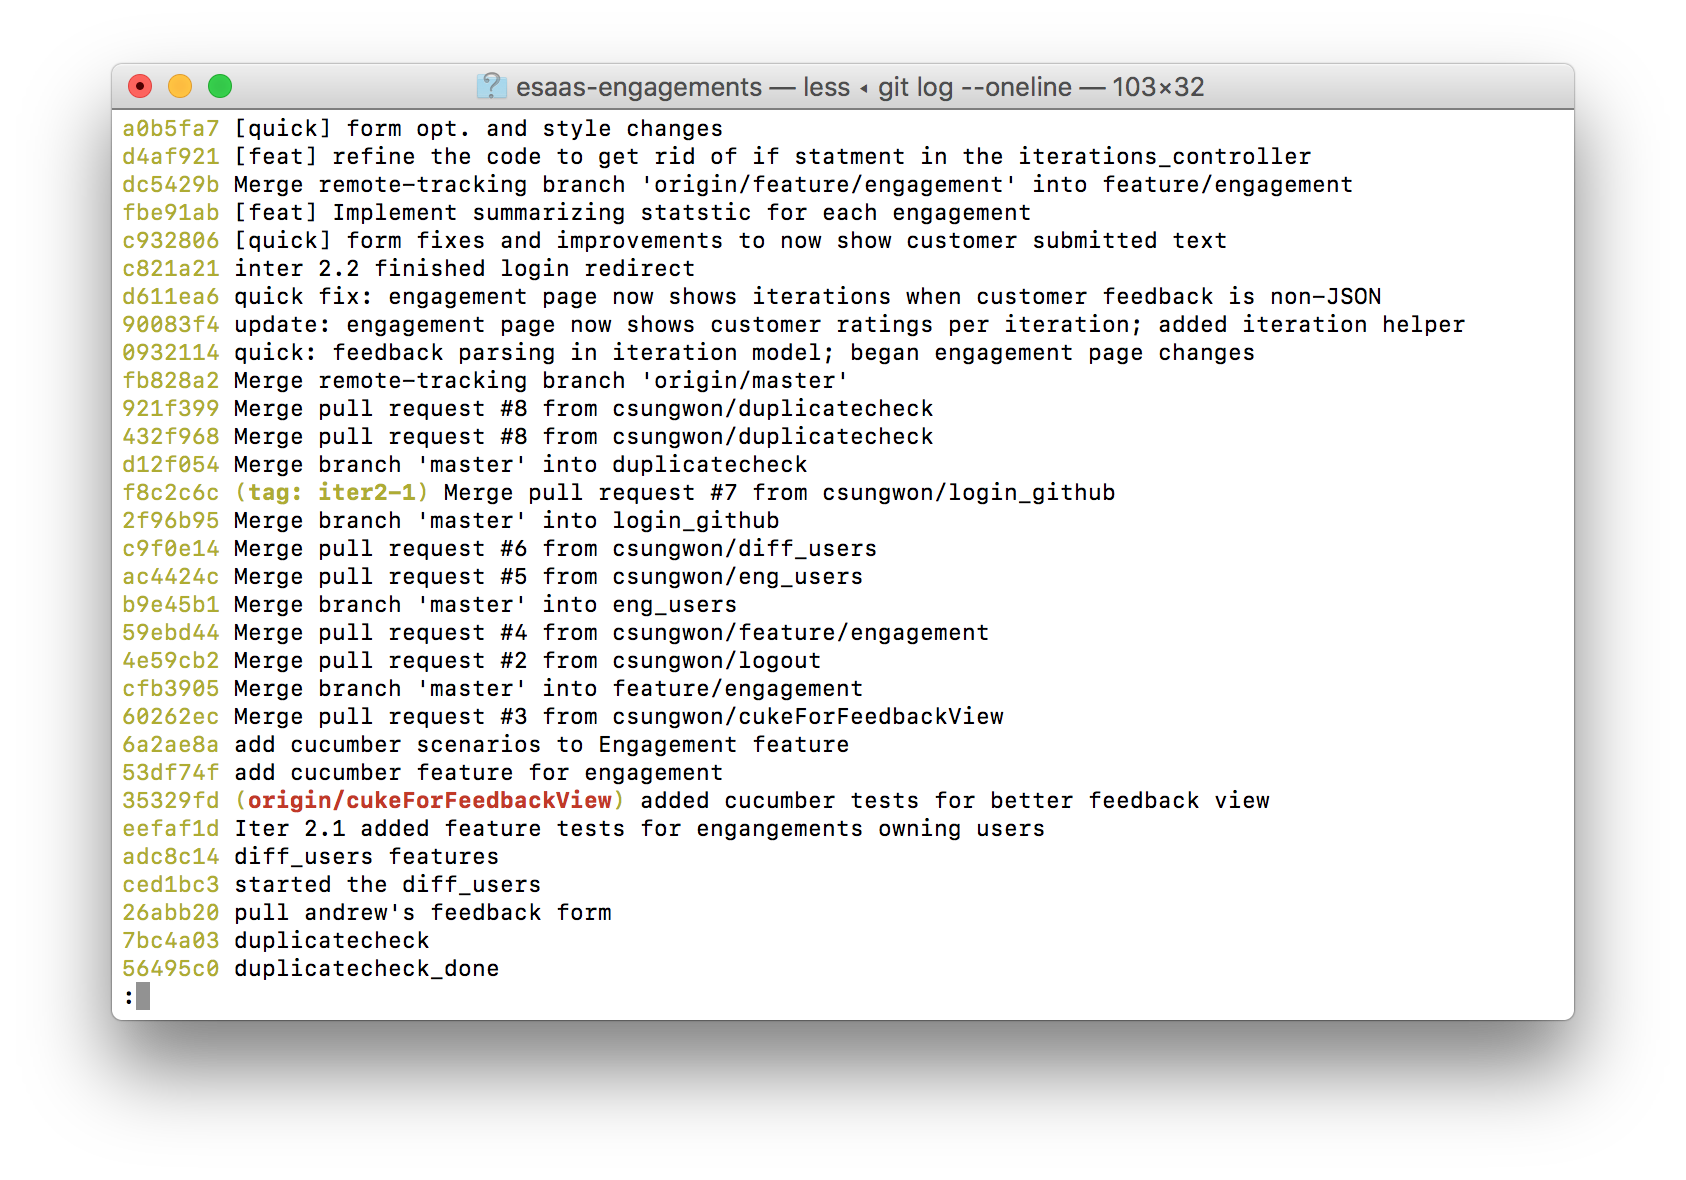 esaas-engagements — less ◂ git log --oneline — 103×32
a0b5fa7 [quick] form opt. and style changes
d4af921 [feat] refine the code to get rid of if statment in the iterations_controller
dc5429b Merge remote-tracking branch 'origin/feature/engagement' into feature/engagement
fbe91ab [feat] Implement summarizing statstic for each engagement
c932806 [quick] form fixes and improvements to now show customer submitted text
c821a21 inter 2.2 finished login redirect
d611ea6 quick fix: engagement page now shows iterations when customer feedback is non-JSON
90083f4 update: engagement page now shows customer ratings per iteration; added iteration helper
0932114 quick: feedback parsing in iteration model; began engagement page changes
fb828a2 Merge remote-tracking branch 'origin/master'
921f399 Merge pull request #8 from csungwon/duplicatecheck
432f968 Merge pull request #8 from csungwon/duplicatecheck
d12f054 Merge branch 'master' into duplicatecheck
f8c2c6c (tag: iter2-1) Merge pull request #7 from csungwon/login_github
2f96b95 Merge branch 'master' into login_github
c9f0e14 Merge pull request #6 from csungwon/diff_users
ac4424c Merge pull request #5 from csungwon/eng_users
b9e45b1 Merge branch 'master' into eng_users
59ebd44 Merge pull request #4 from csungwon/feature/engagement
4e59cb2 Merge pull request #2 from csungwon/logout
cfb3905 Merge branch 'master' into feature/engagement
60262ec Merge pull request #3 from csungwon/cukeForFeedbackView
6a2ae8a add cucumber scenarios to Engagement feature
53df74f add cucumber feature for engagement
35329fd (origin/cukeForFeedbackView) added cucumber tests for better feedback view
eefaf1d Iter 2.1 added feature tests for engangements owning users
adc8c14 diff_users features
ced1bc3 started the diff_users
26abb20 pull andrew's feedback form
7bc4a03 duplicatecheck
56495c0 duplicatecheck_done
: